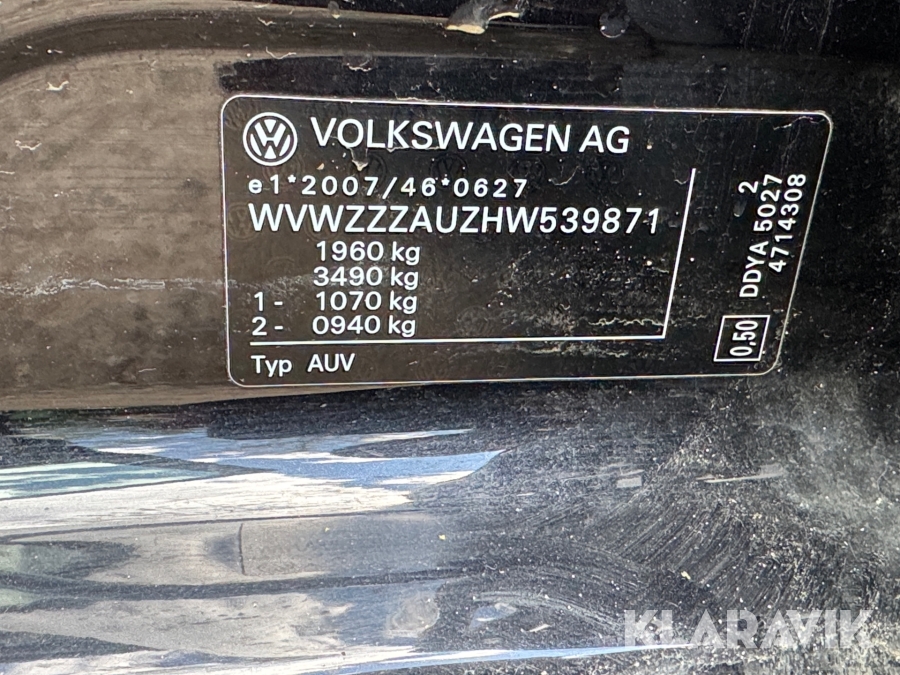 VOLKSWAGEN AG
e1*2007/46*0627
WVWZZZAUZHW539871
1960 kg
3490 kg
1 - 1070 kg
2 - 0940 kg
Typ AUV
2
DDYA 5027
4714308
0,50
KLARAVIK